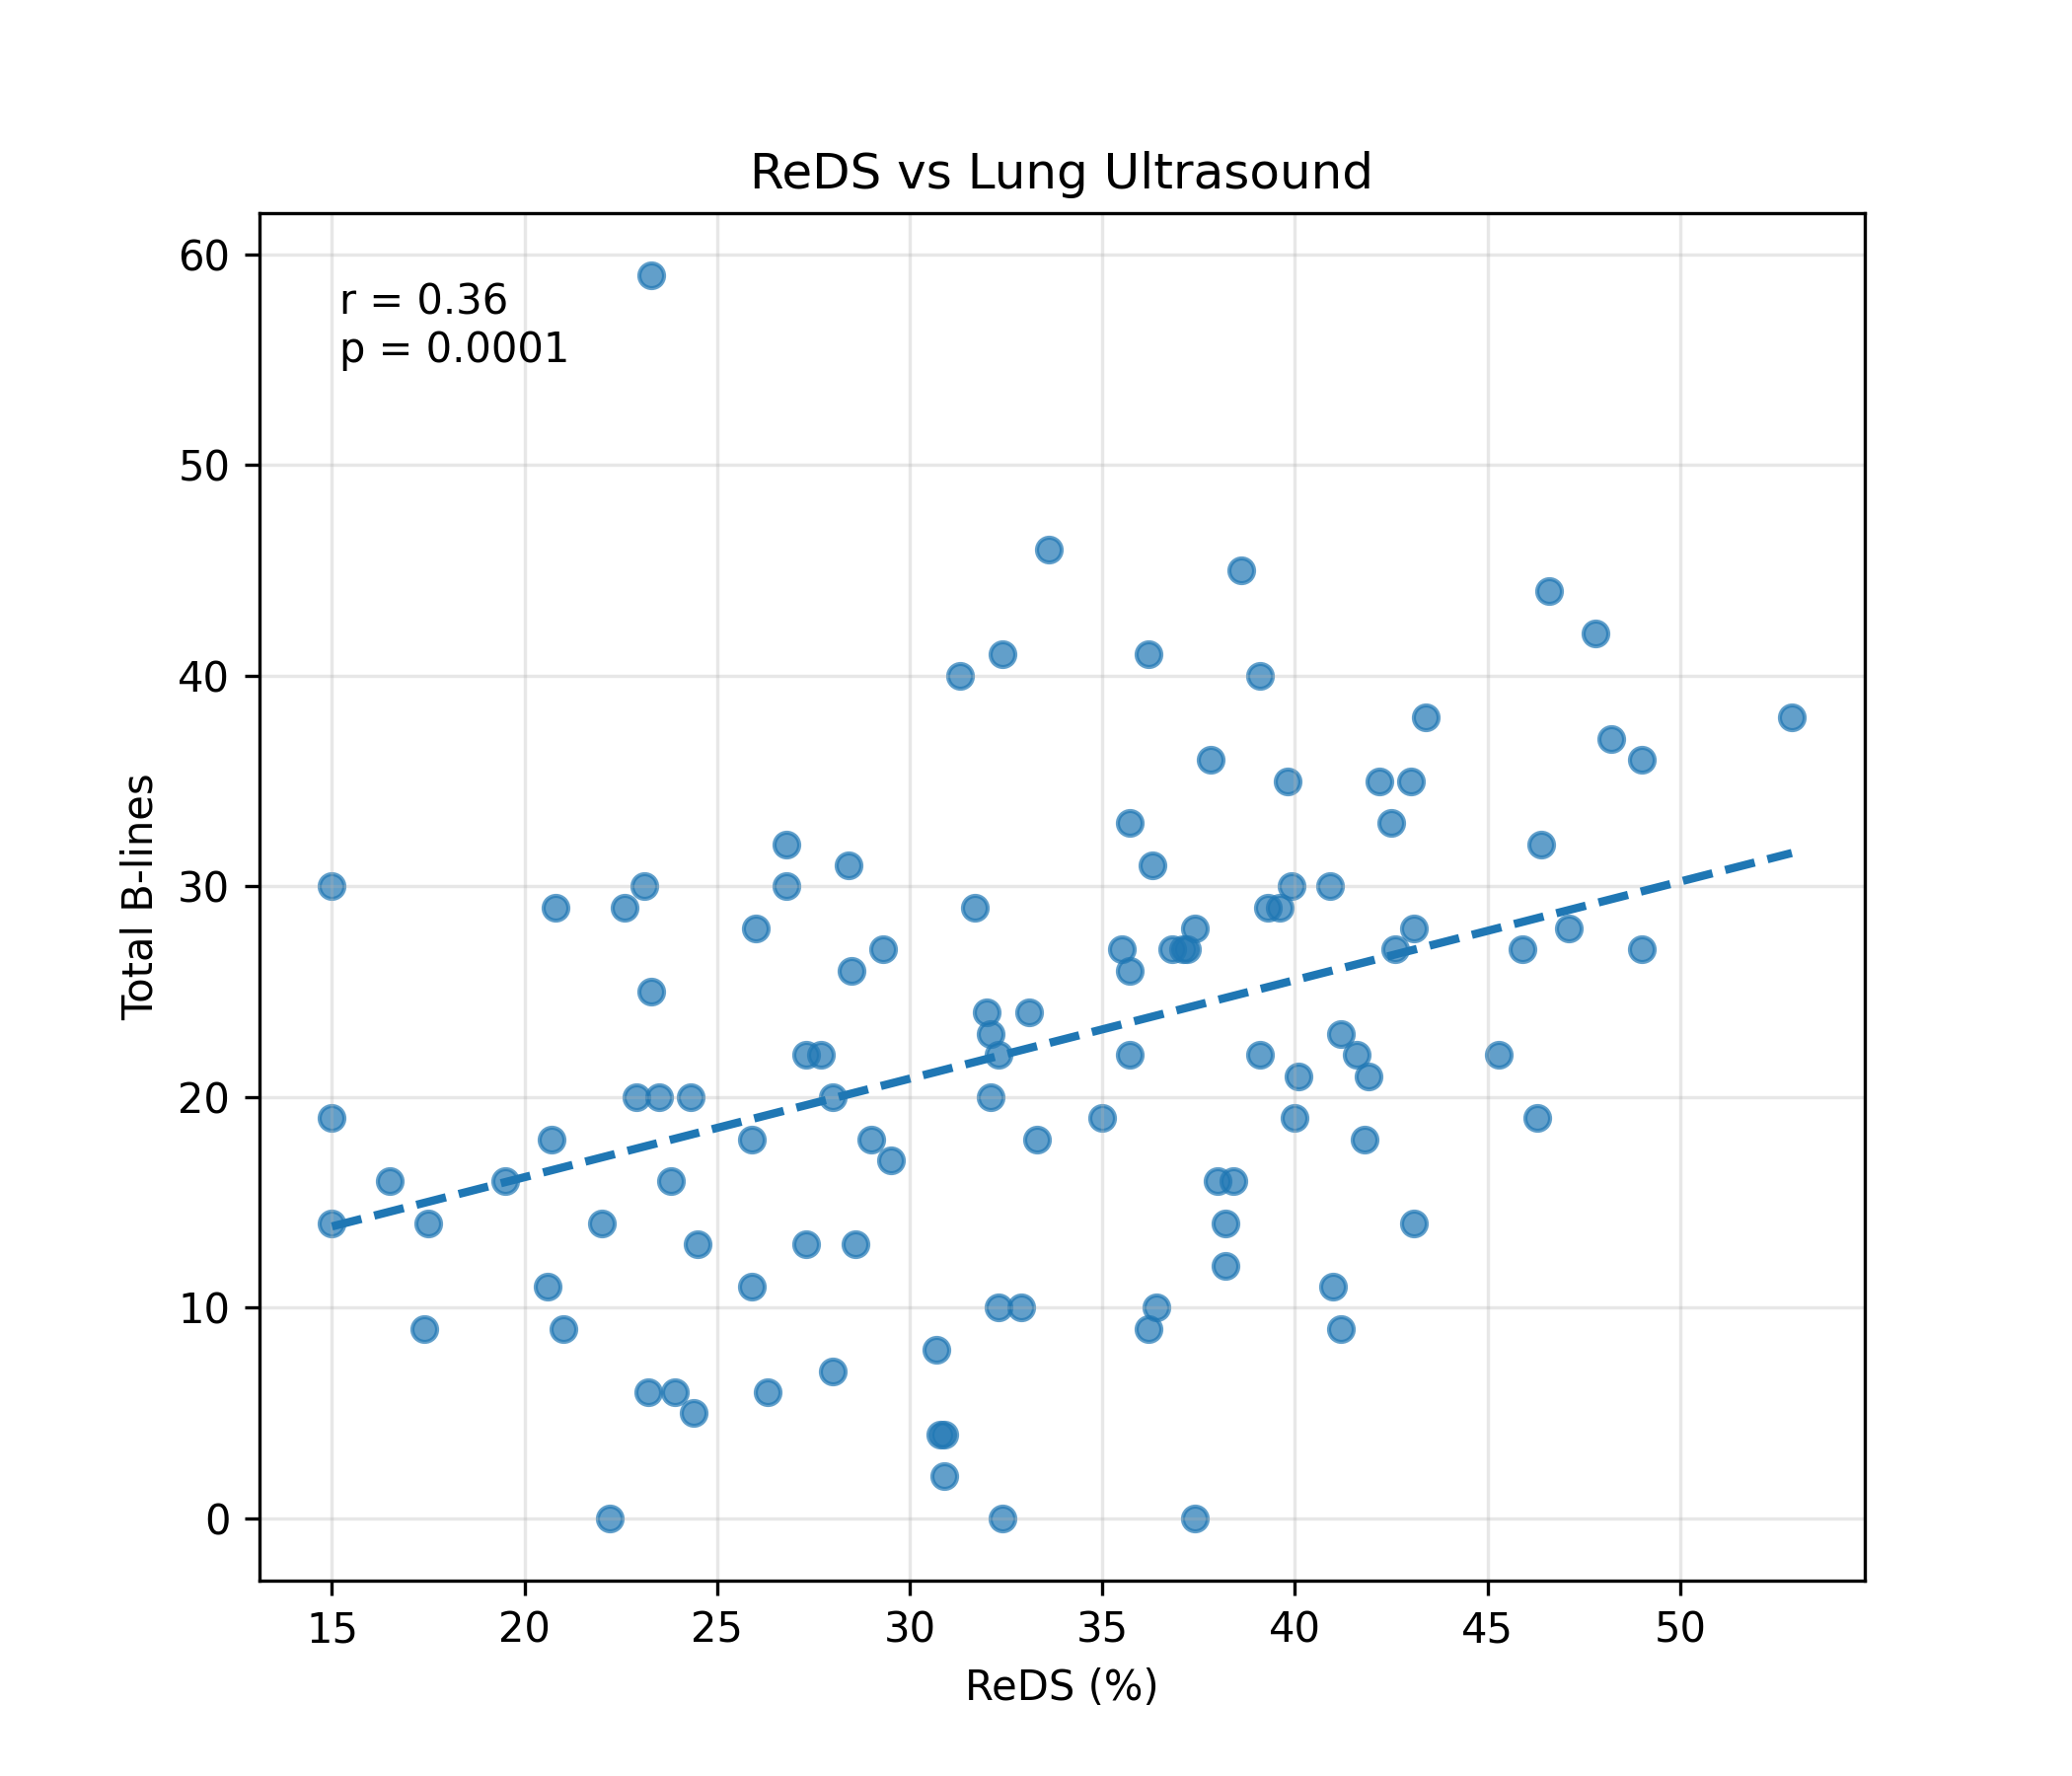 ReDS vs Lung Ultrasound
r = 0.36
p = 0.0001
60
50
40
30
20
10
0
Total B-lines
15 20 25 30 35 40 45 50
ReDS (%)